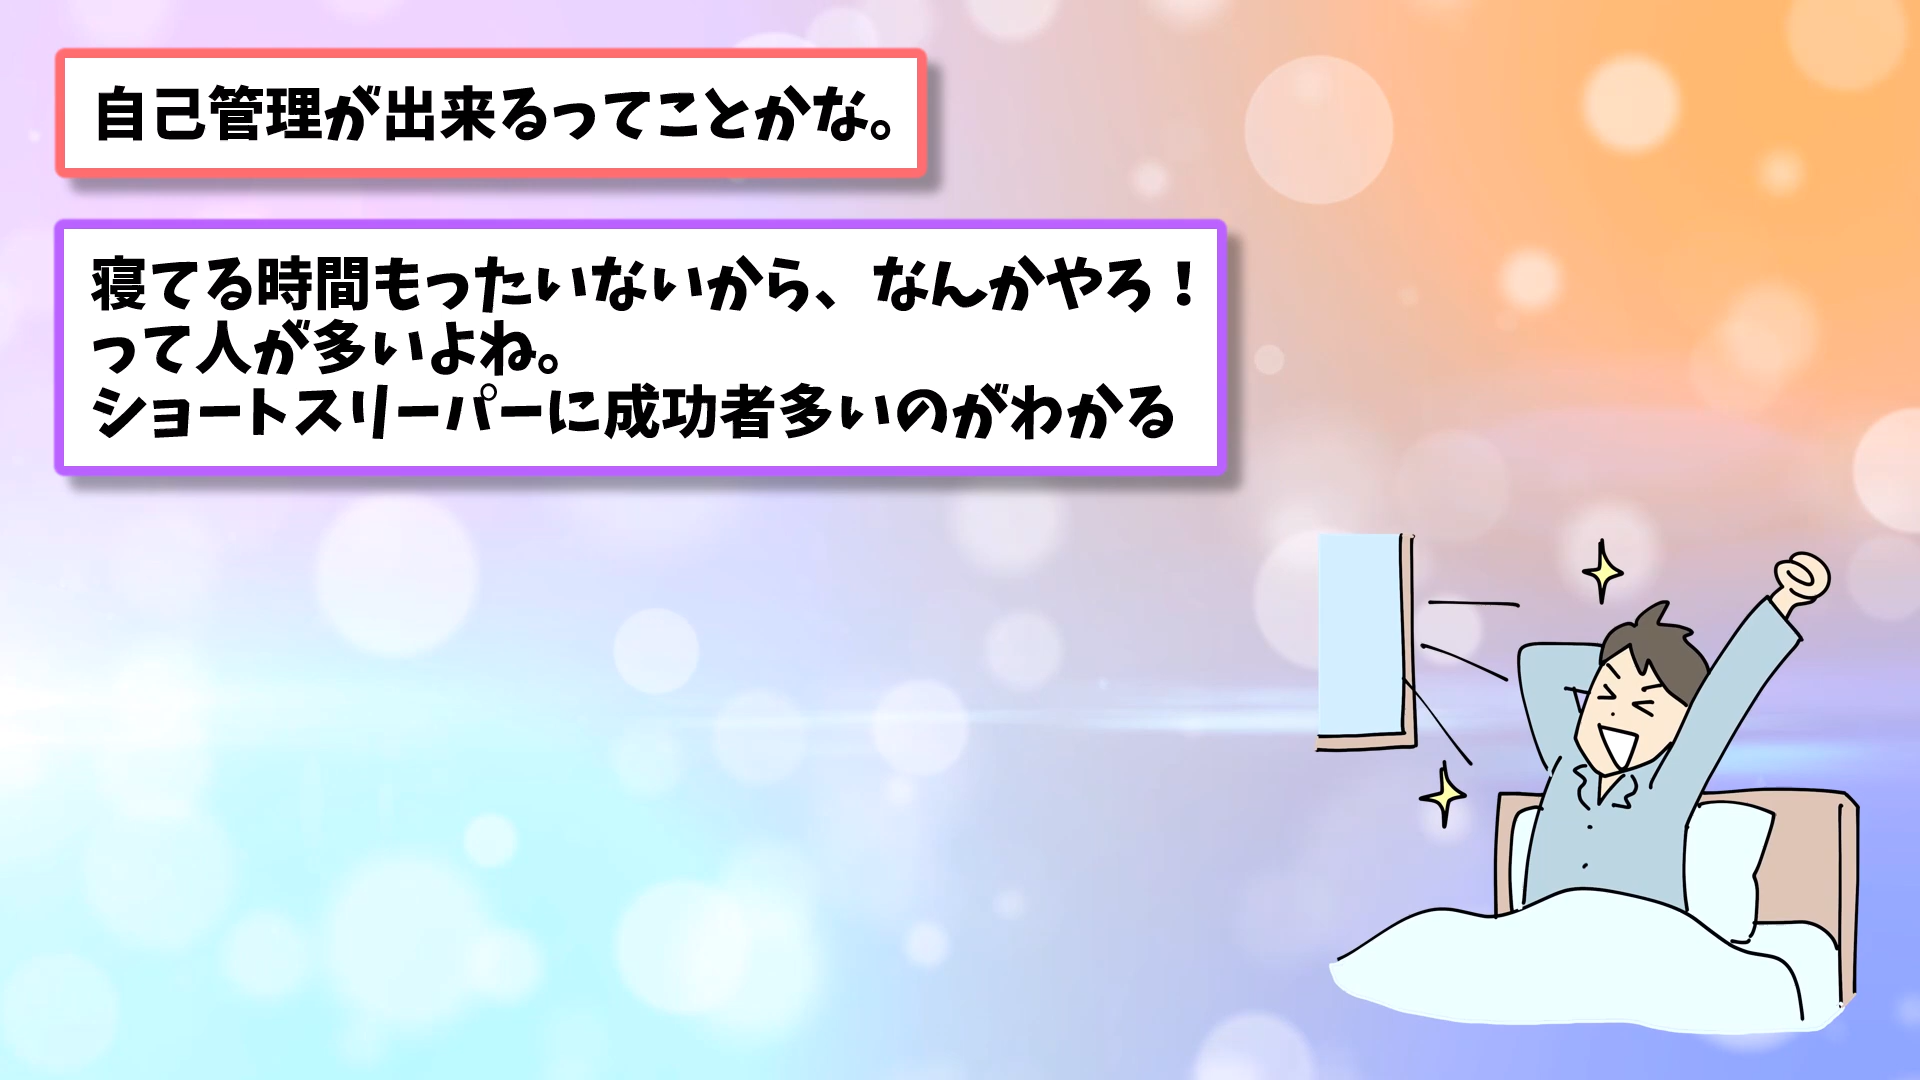 自己管理が出来るってことかな。
寝てる時間もったいないから、なんかやろ！
って人が多いよね。
ショートスリーパーに成功者多いのがわかる